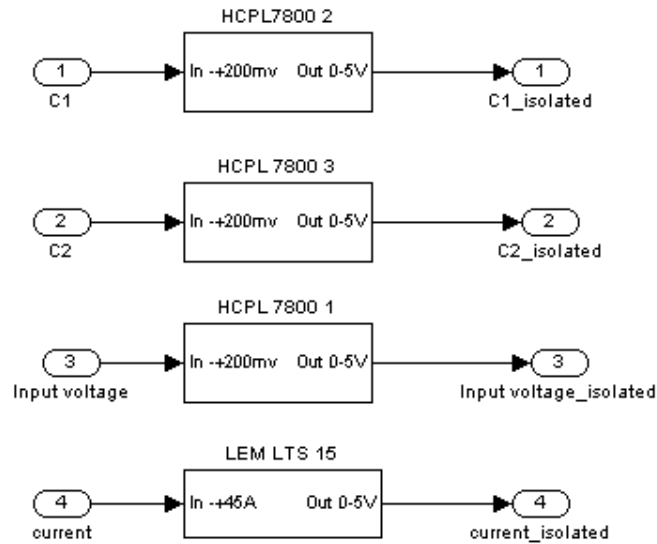 HCPL7800 2
1 In -+200mv Out 0-5V 1
C1 C1_isolated
HCPL 7800 3
2 In -+200mv Out 0-5V 2
C2 C2_isolated
HCPL 7800 1
3 In -+200mv Out 0-5V 3
Input voltage Input voltage_isolated
LEM LTS 15
4 In -+45A Out 0-5V 4
current current_isolated